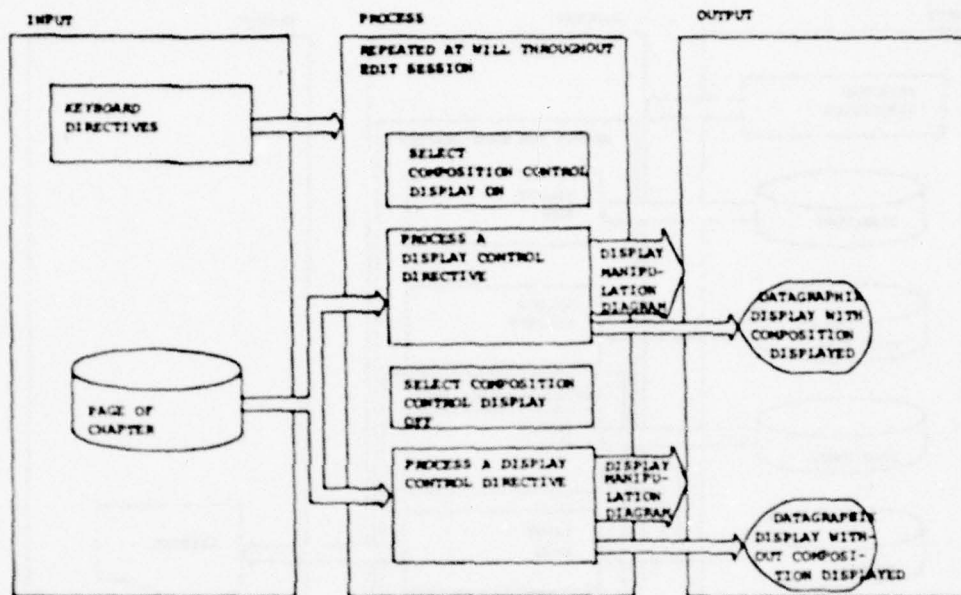 INPUT
PROCESS
OUTPUT
REPEATED AT WILL THROUGHOUT
EDIT SESSION
KEYBOARD
DIRECTIVES
SELECT
COMPOSITION CONTROL
DISPLAY ON
PROCESS A
DISPLAY CONTROL
DIRECTIVE
DISPLAY
MANIPU-
LATION
DIAGRAM
DATAGRAPHIX
DISPLAY WITH
COMPOSITION
DISPLAYED
PAGE OF
CHAPTER
SELECT COMPOSITION
CONTROL DISPLAY
OFF
PROCESS A DISPLAY
CONTROL DIRECTIVE
DISPLAY
MANIPU-
LATION
DIAGRAM
DATAGRAPHIX
DISPLAY WITH-
OUT COMPOSI-
TION DISPLAYED